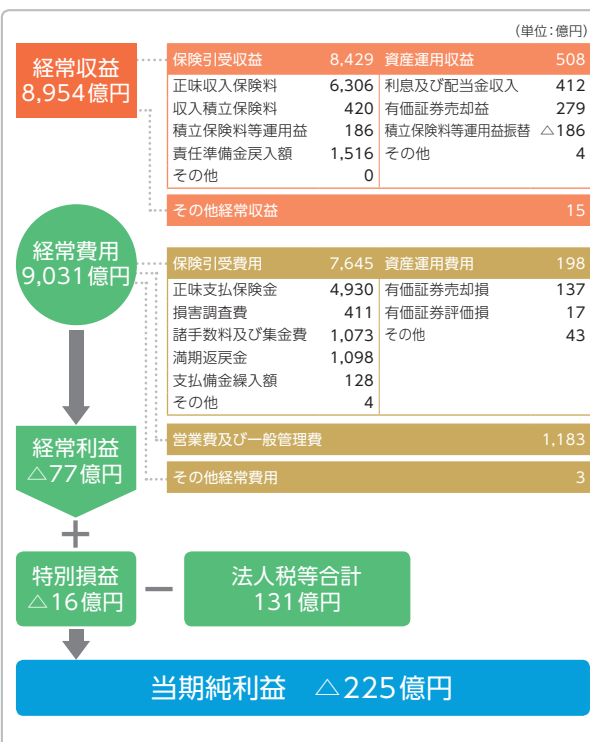 (単位：億円)
経常収益
8,954億円
保険引受収益 8,429 資産運用収益 508
正味収入保険料 6,306 利息及び配当金収入 412
収入積立保険料 420 有価証券売却益 279
積立保険料等運用益 186 積立保険料等運用益振替 △186
責任準備金戻入額 1,516 その他 4
その他 0
その他経常収益 15
経常費用
9,031億円
保険引受費用 7,645 資産運用費用 198
正味支払保険金 4,930 有価証券売却損 137
損害調査費 411 有価証券評価損 17
諸手数料及び集金費 1,073 その他 43
満期返戻金 1,098
支払備金繰入額 128
その他 4
営業費及び一般管理費 1,183
その他経常費用 3
経常利益
△77億円
＋
特別損益
△16億円
－
法人税等合計
131億円
当期純利益 △225億円